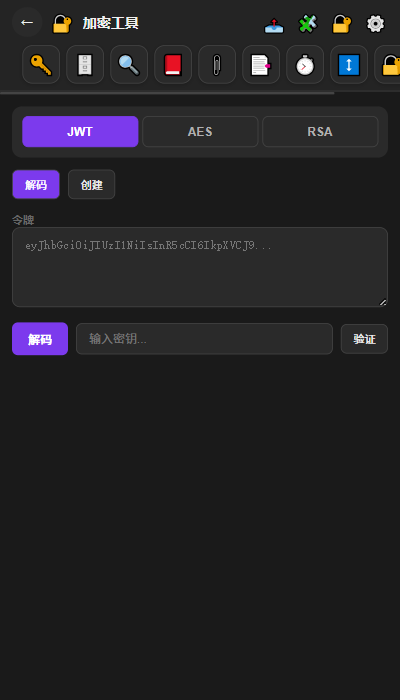 ← 加密工具
JWT AES RSA
解码 创建
令牌
eyJhbGciOiJIUzI1NiIsInR5cCI6IkpXVCJ9...
解码 输入密钥... 验证